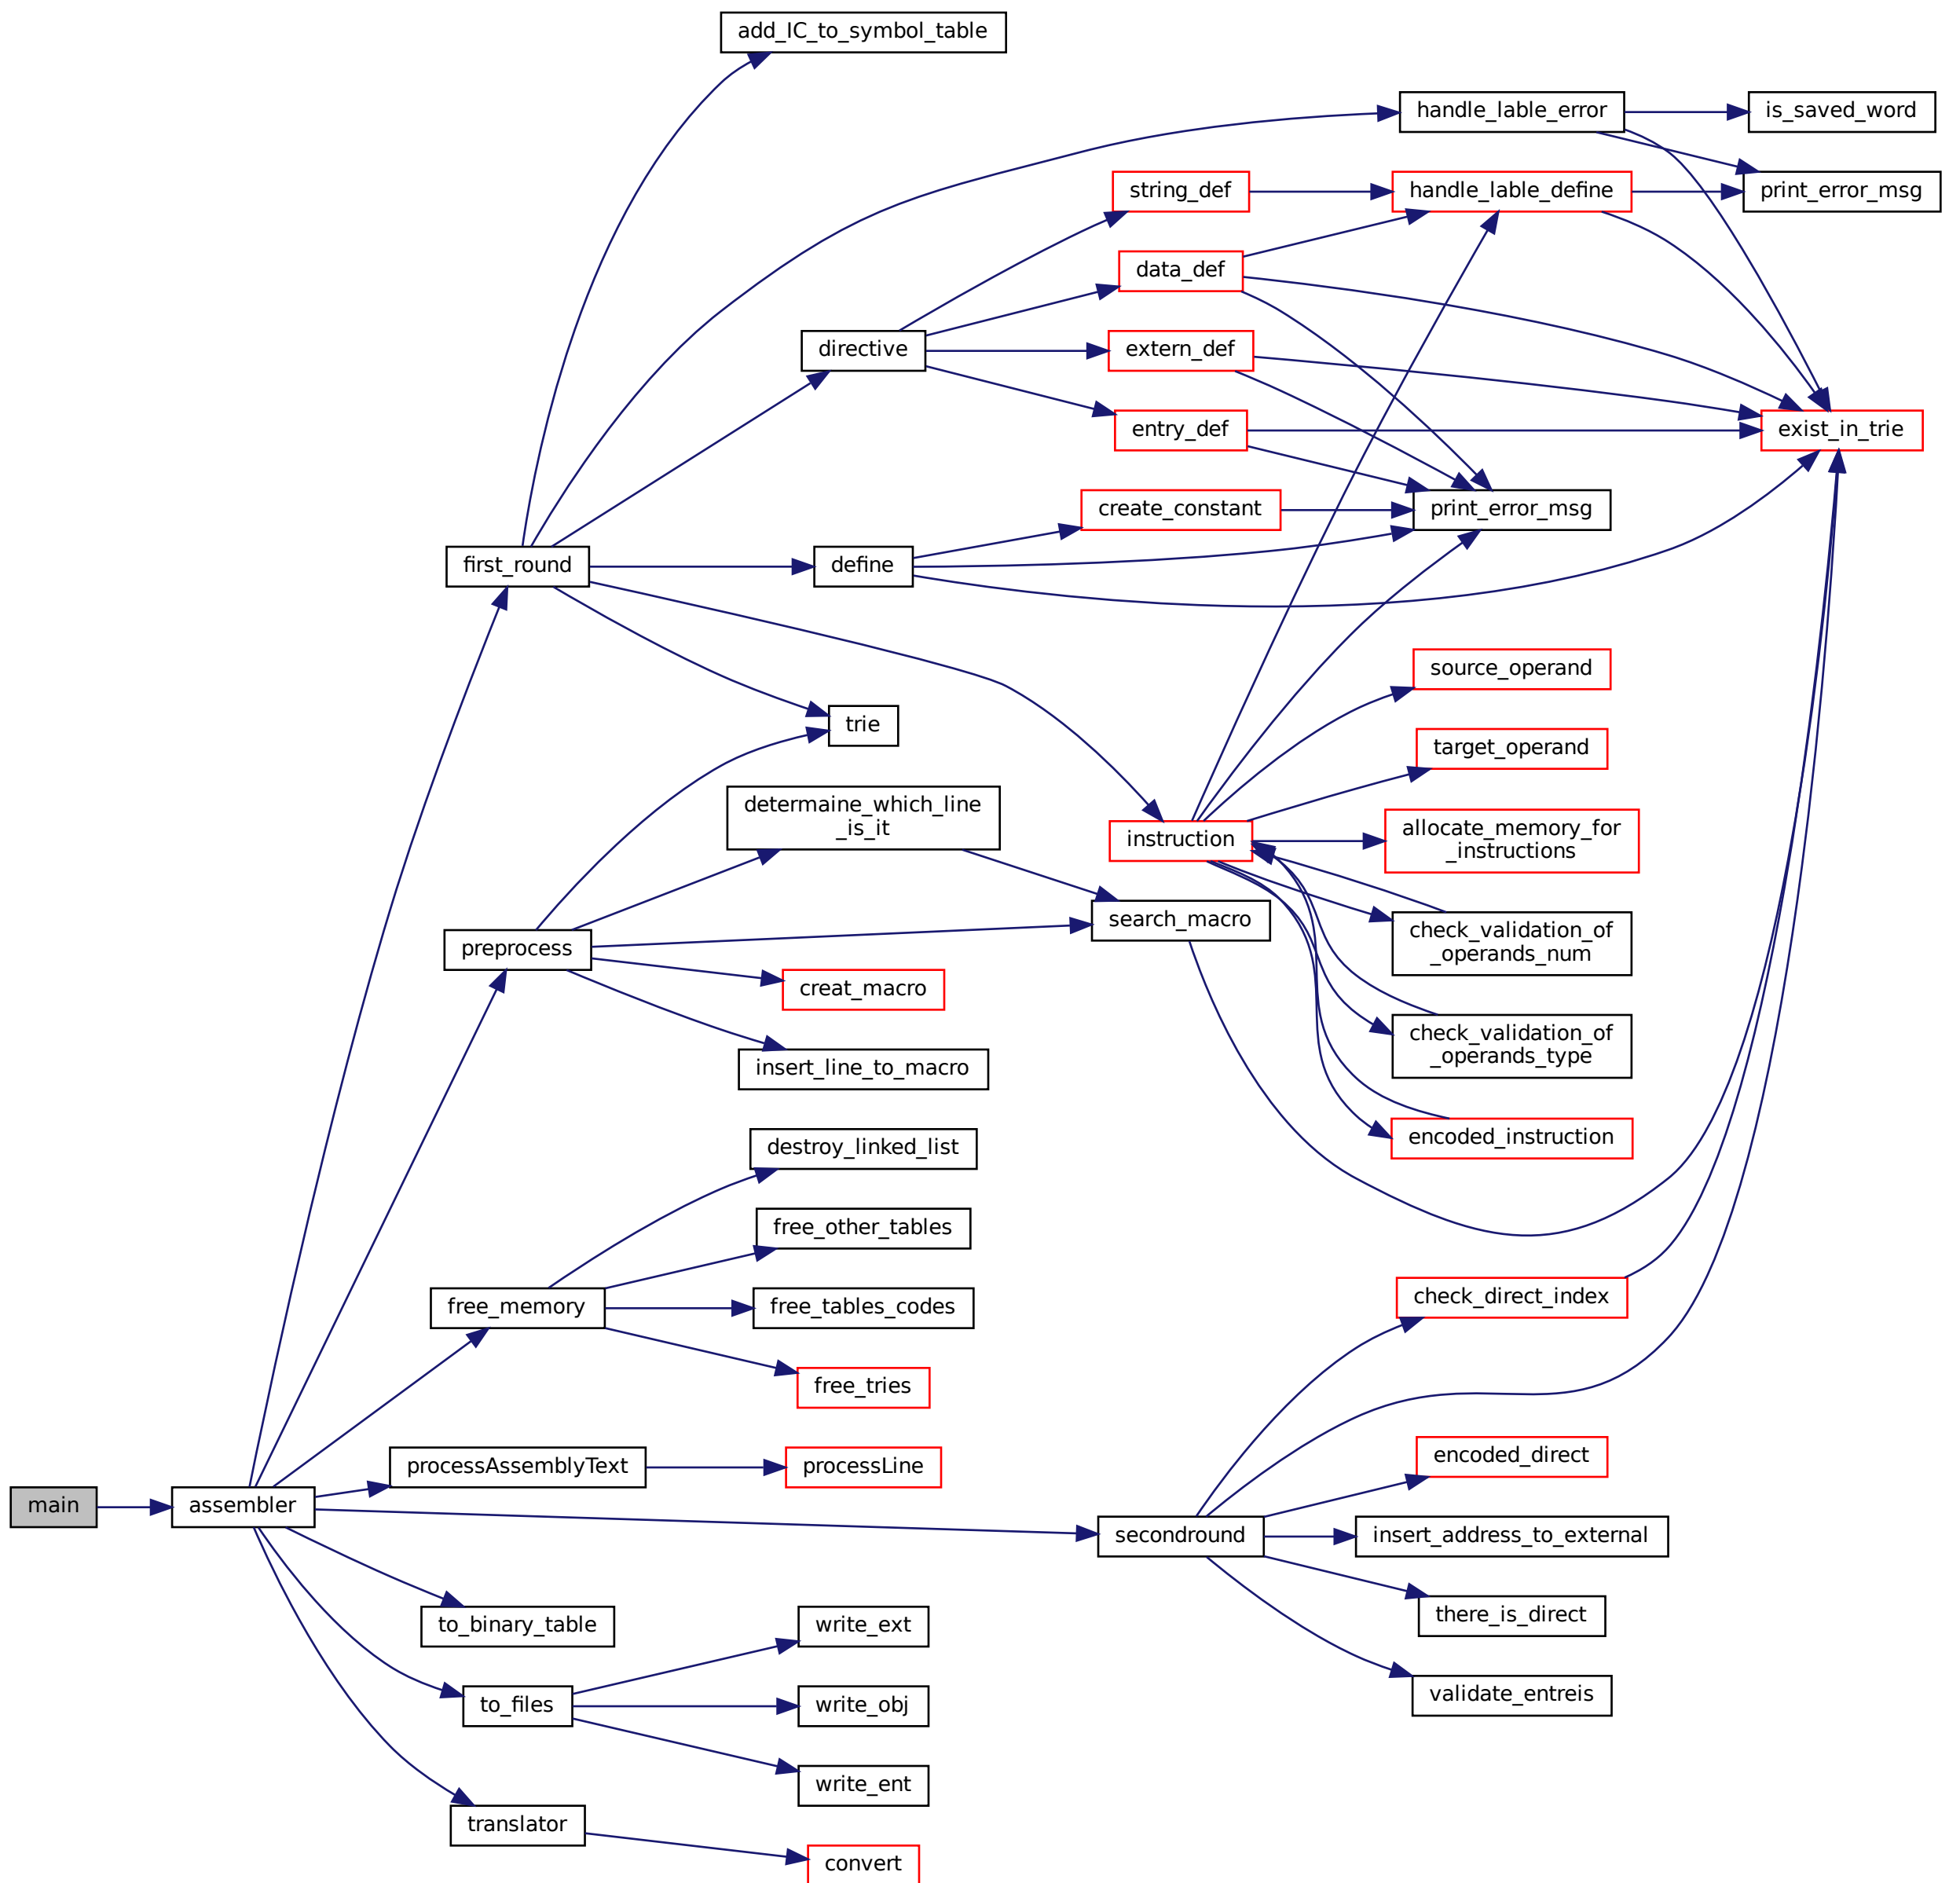 add_IC_to_symbol_table
handle_lable_error
is_saved_word
string_def
handle_lable_define
print_error_msg
data_def
directive
extern_def
entry_def
exist_in_trie
create_constant
print_error_msg
first_round
define
source_operand
trie
target_operand
determaine_which_line
_is_it
instruction
allocate_memory_for
_instructions
search_macro
check_validation_of
_operands_num
preprocess
creat_macro
insert_line_to_macro
check_validation_of
_operands_type
encoded_instruction
destroy_linked_list
free_other_tables
free_memory
free_tables_codes
check_direct_index
free_tries
processAssemblyText
processLine
encoded_direct
main
assembler
secondround
insert_address_to_external
to_binary_table
write_ext
there_is_direct
to_files
write_obj
validate_entreis
write_ent
translator
convert